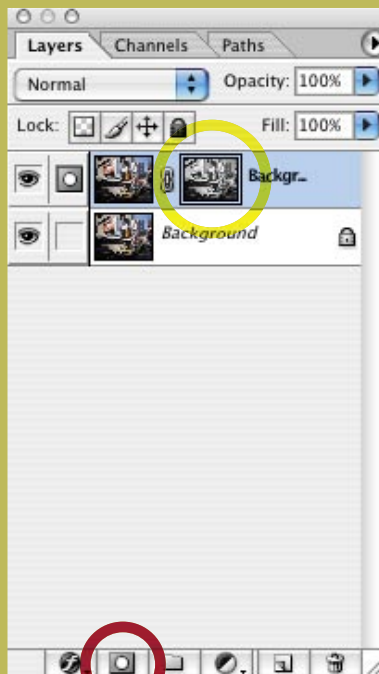 Layers Channels Paths
Normal Opacity: 100%
Lock: Fill: 100%
Backgr...
Background